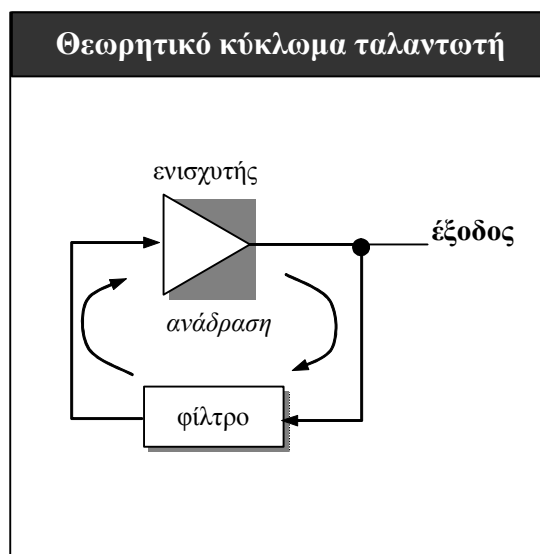 Θεωρητικό κύκλωμα ταλαντωτή
ενισχυτής
έξοδος
ανάδραση
φίλτρο